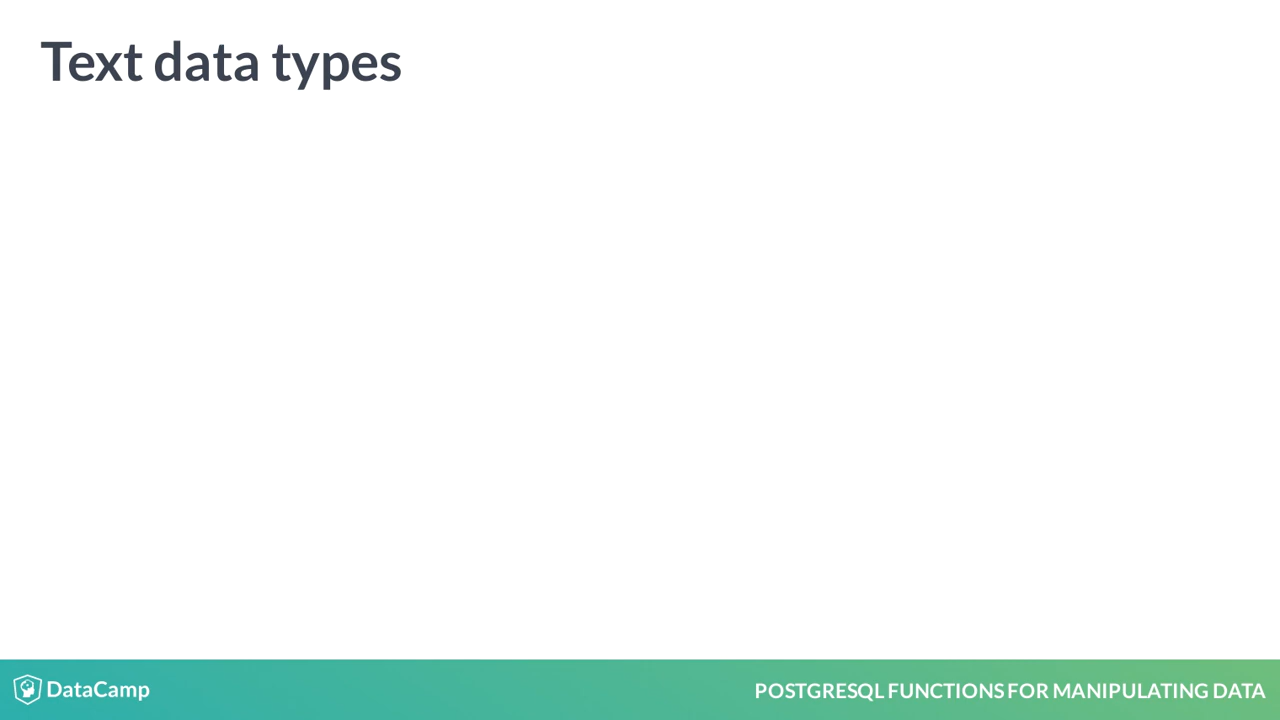 Text data types
DataCamp
POSTGRESQL FUNCTIONS FOR MANIPULATING DATA